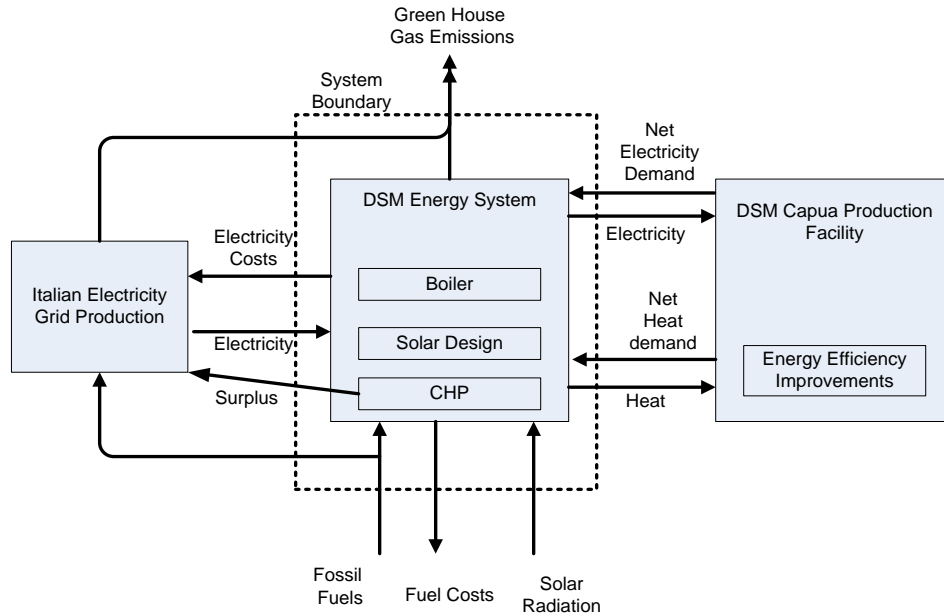 Green House
Gas Emissions
System
Boundary
Net
Electricity
Demand
DSM Energy System
DSM Capua Production
Facility
Electricity
Electricity
Costs
Italian Electricity
Grid Production
Boiler
Net
Heat
demand
Electricity
Solar Design
Energy Efficiency
Improvements
Surplus
CHP
Heat
Fossil
Fuels
Fuel Costs
Solar
Radiation